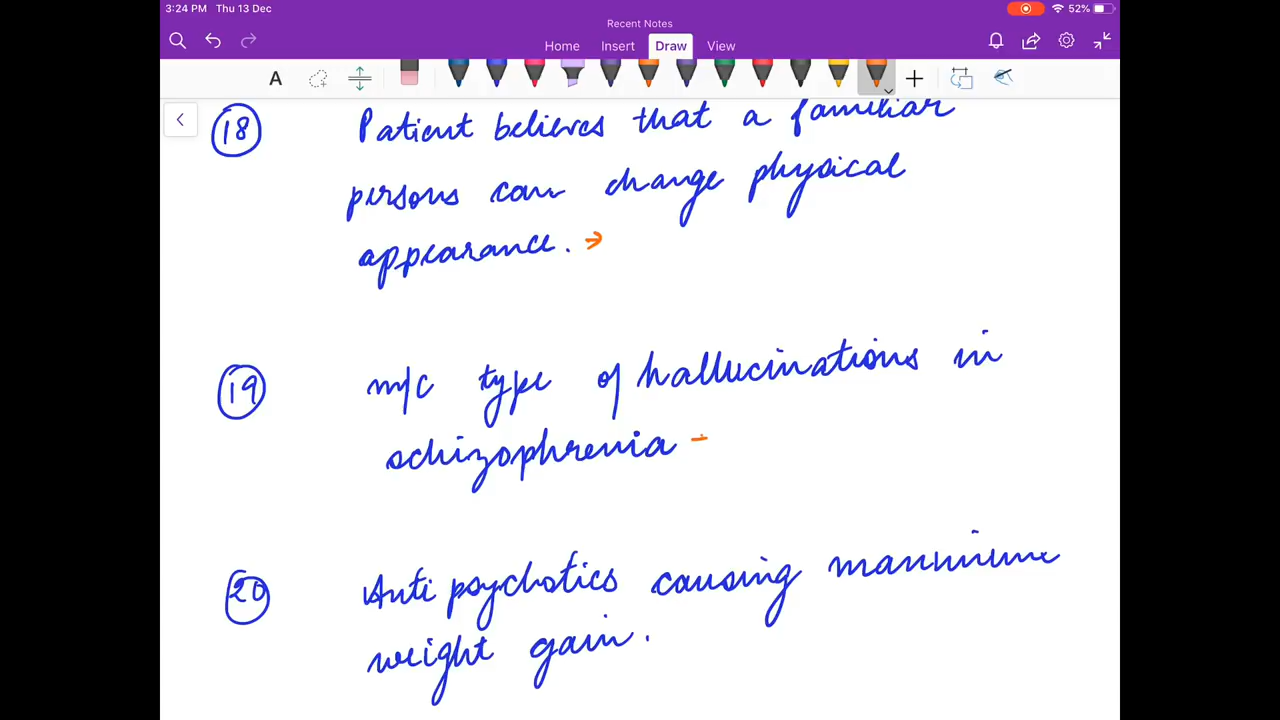 3:24 PM Thu 13 Dec
52%
Recent Notes
Home Insert Draw View
A
18 Patient believes that a familiar
persons can change physical
appearance. →
19 m/c type of hallucinations in
schizophrenia -
20 Anti psychotics causing maximum
weight gain.